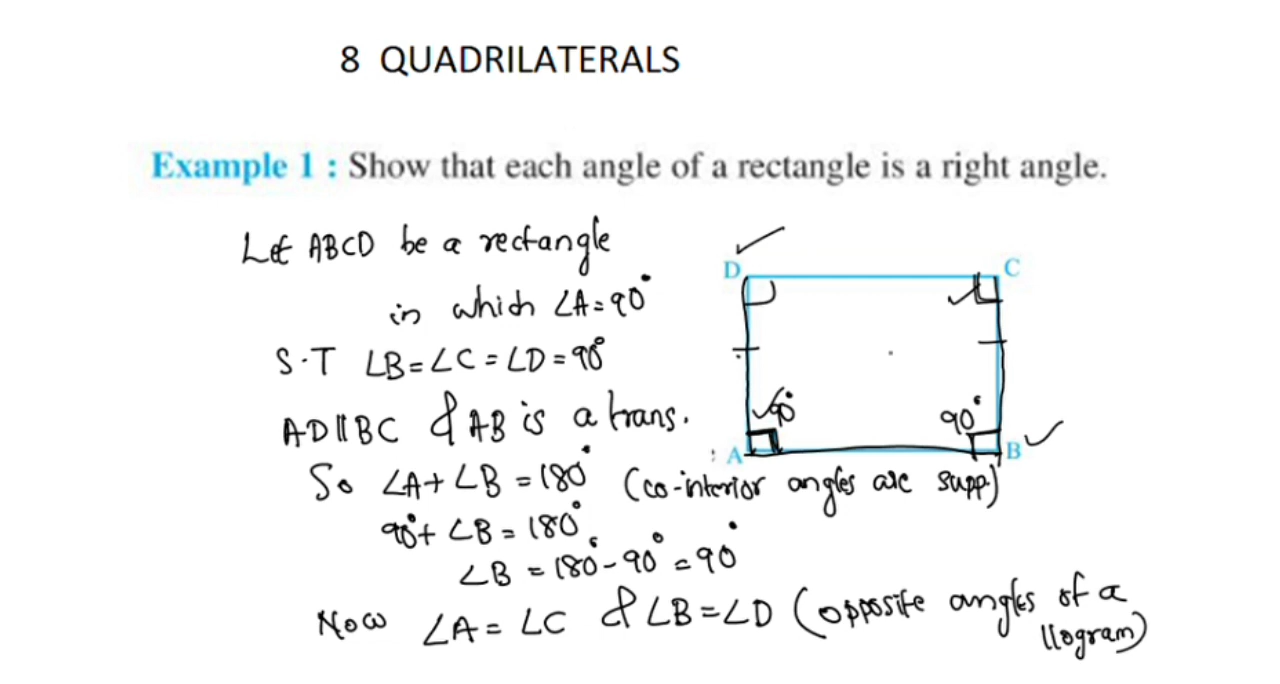 8 QUADRILATERALS
Example 1 : Show that each angle of a rectangle is a right angle.
Let ABCD be a rectangle
in which ∠A = 90°
S.T ∠B = ∠C = ∠D = 90°
AD || BC & AB is a trans.
So ∠A + ∠B = 180° (co-interior angles are supp.)
90° + ∠B = 180°
∠B = 180° - 90° = 90°
Now ∠A = ∠C & ∠B = ∠D (opposite angles of a
||ogram)
D
C
90°
90°
A
B